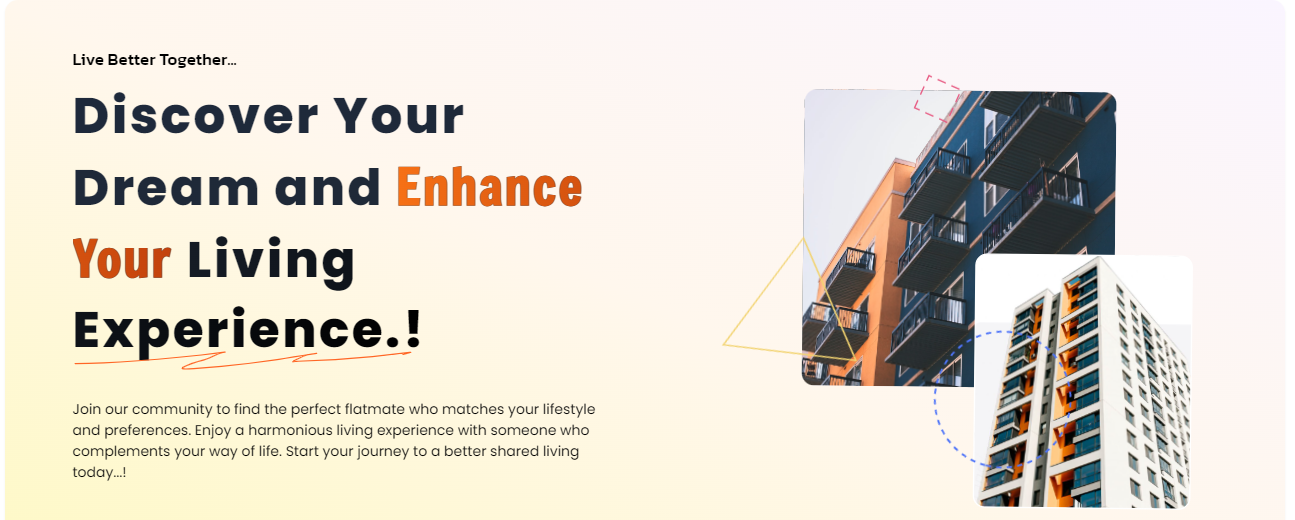 Live Better Together...
Discover Your
Dream and Enhance
Your Living
Experience.!
Join our community to find the perfect flatmate who matches your lifestyle
and preferences. Enjoy a harmonious living experience with someone who
complements your way of life. Start your journey to a better shared living
today...!